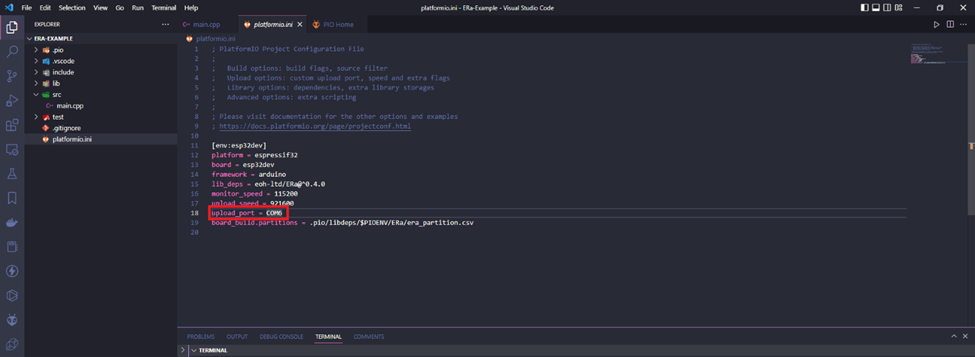 File Edit Selection View Go Run Terminal Help
platformio.ini - ERa-Example - Visual Studio Code
EXPLORER
ERA-EXAMPLE
.pio
.vscode
include
lib
src
main.cpp
test
.gitignore
platformio.ini
main.cpp platformio.ini PIO Home
platformio.ini
1 ; PlatformIO Project Configuration File
2 ;
3 ; Build options: build flags, source filter
4 ; Upload options: custom upload port, speed and extra flags
5 ; Library options: dependencies, extra library storages
6 ; Advanced options: extra scripting
7 ;
8 ; Please visit documentation for the other options and examples
9 ; https://docs.platformio.org/page/projectconf.html
10
11 [env:esp32dev]
12 platform = espressif32
13 board = esp32dev
14 framework = arduino
15 lib_deps = eoh-ltd/ERa@^0.4.0
16 monitor_speed = 115200
17 upload_speed = 921600
18 upload_port = COM6
19 board_build.partitions = .pio/libdeps/$PIOENV/ERa/era_partition.csv
20
PROBLEMS OUTPUT DEBUG CONSOLE TERMINAL COMMENTS
TERMINAL